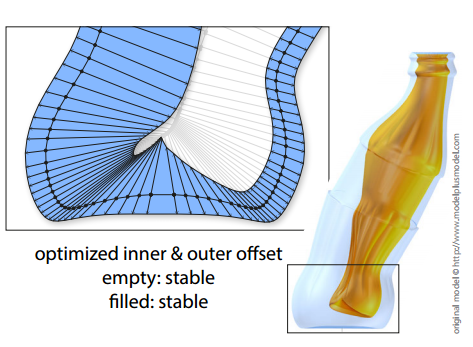 optimized inner & outer offset
empty: stable
filled: stable
original model © http://www.modelplusmodel.com